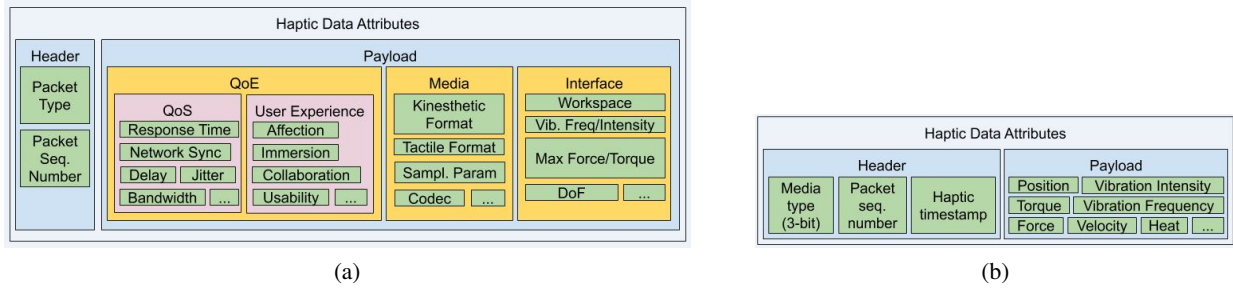 Haptic Data Attributes
Header
Packet
Type
Packet
Seq.
Number
Payload
QoE
QoS
Response Time
Network Sync
Delay
Jitter
Bandwidth
...
User Experience
Affection
Immersion
Collaboration
Usability
...
Media
Kinesthetic
Format
Tactile Format
Sampl. Param
Codec
...
Interface
Workspace
Vib. Freq/Intensity
Max Force/Torque
DoF
...
(a)
Haptic Data Attributes
Header
Media
type
(3-bit)
Packet
seq.
number
Haptic
timestamp
Payload
Position
Vibration Intensity
Torque
Vibration Frequency
Force
Velocity
Heat
...
(b)